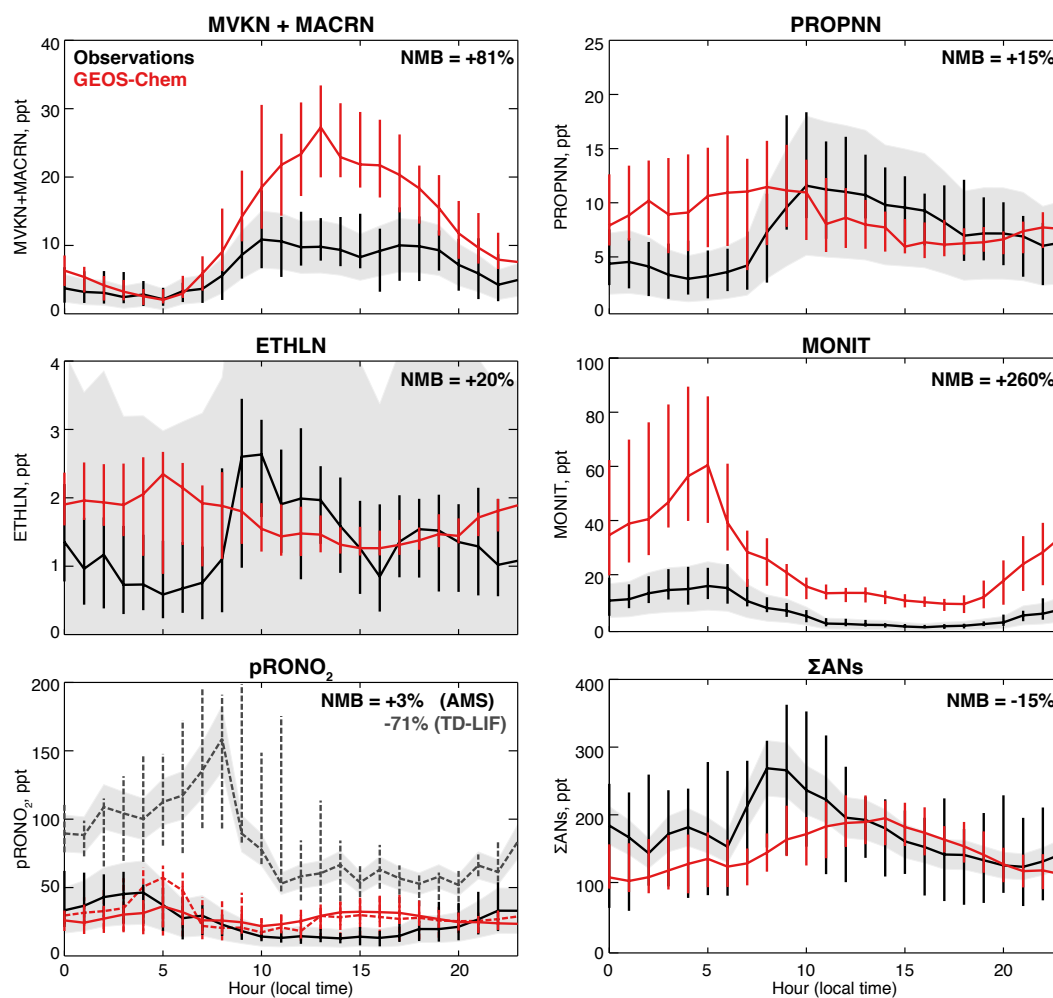 MVKN + MACRN
40
30
20
10
0
MVKN+MACRN, ppt
Observations
GEOS-Chem
NMB = +81%
PROPNN
25
20
15
10
5
0
PROPNN, ppt
NMB = +15%
ETHLN
4
3
2
1
0
ETHLN, ppt
NMB = +20%
MONIT
100
80
60
40
20
0
MONIT, ppt
NMB = +260%
pRONO₂
200
150
100
50
0
pRONO₂, ppt
NMB = +3% (AMS)
-71% (TD-LIF)
0 5 10 15 20
Hour (local time)
ΣANs
400
300
200
100
0
ΣANs, ppt
NMB = -15%
0 5 10 15 20
Hour (local time)